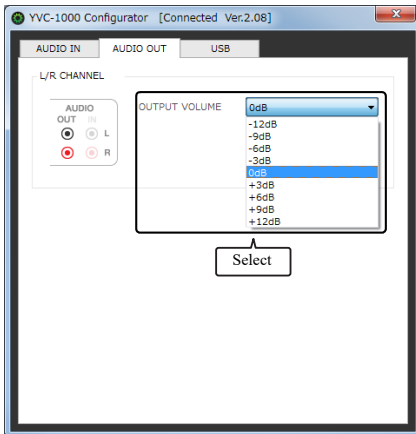 YVC-1000 Configurator [Connected Ver.2.08]
AUDIO IN AUDIO OUT USB
L/R CHANNEL
AUDIO
OUT IN
L
R
OUTPUT VOLUME 0dB
-12dB
-9dB
-6dB
-3dB
0dB
+3dB
+6dB
+9dB
+12dB
Select